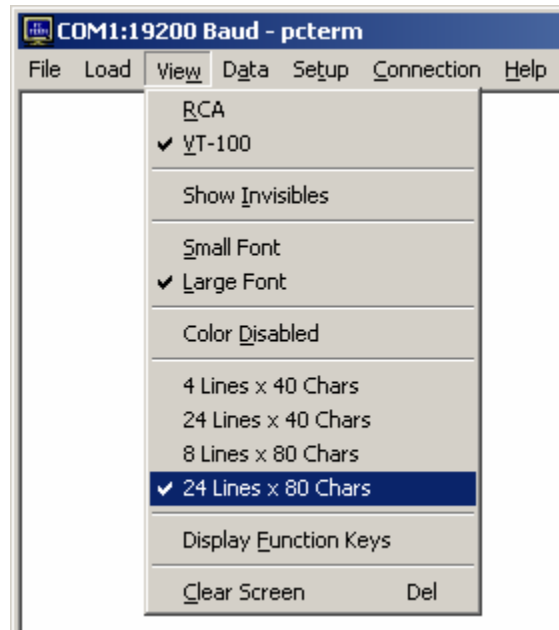 COM1:19200 Baud - pcterm
File Load View Data Setup Connection Help
RCA
VT-100
Show Invisibles
Small Font
Large Font
Color Disabled
4 Lines x 40 Chars
24 Lines x 40 Chars
8 Lines x 80 Chars
24 Lines x 80 Chars
Display Function Keys
Clear Screen Del